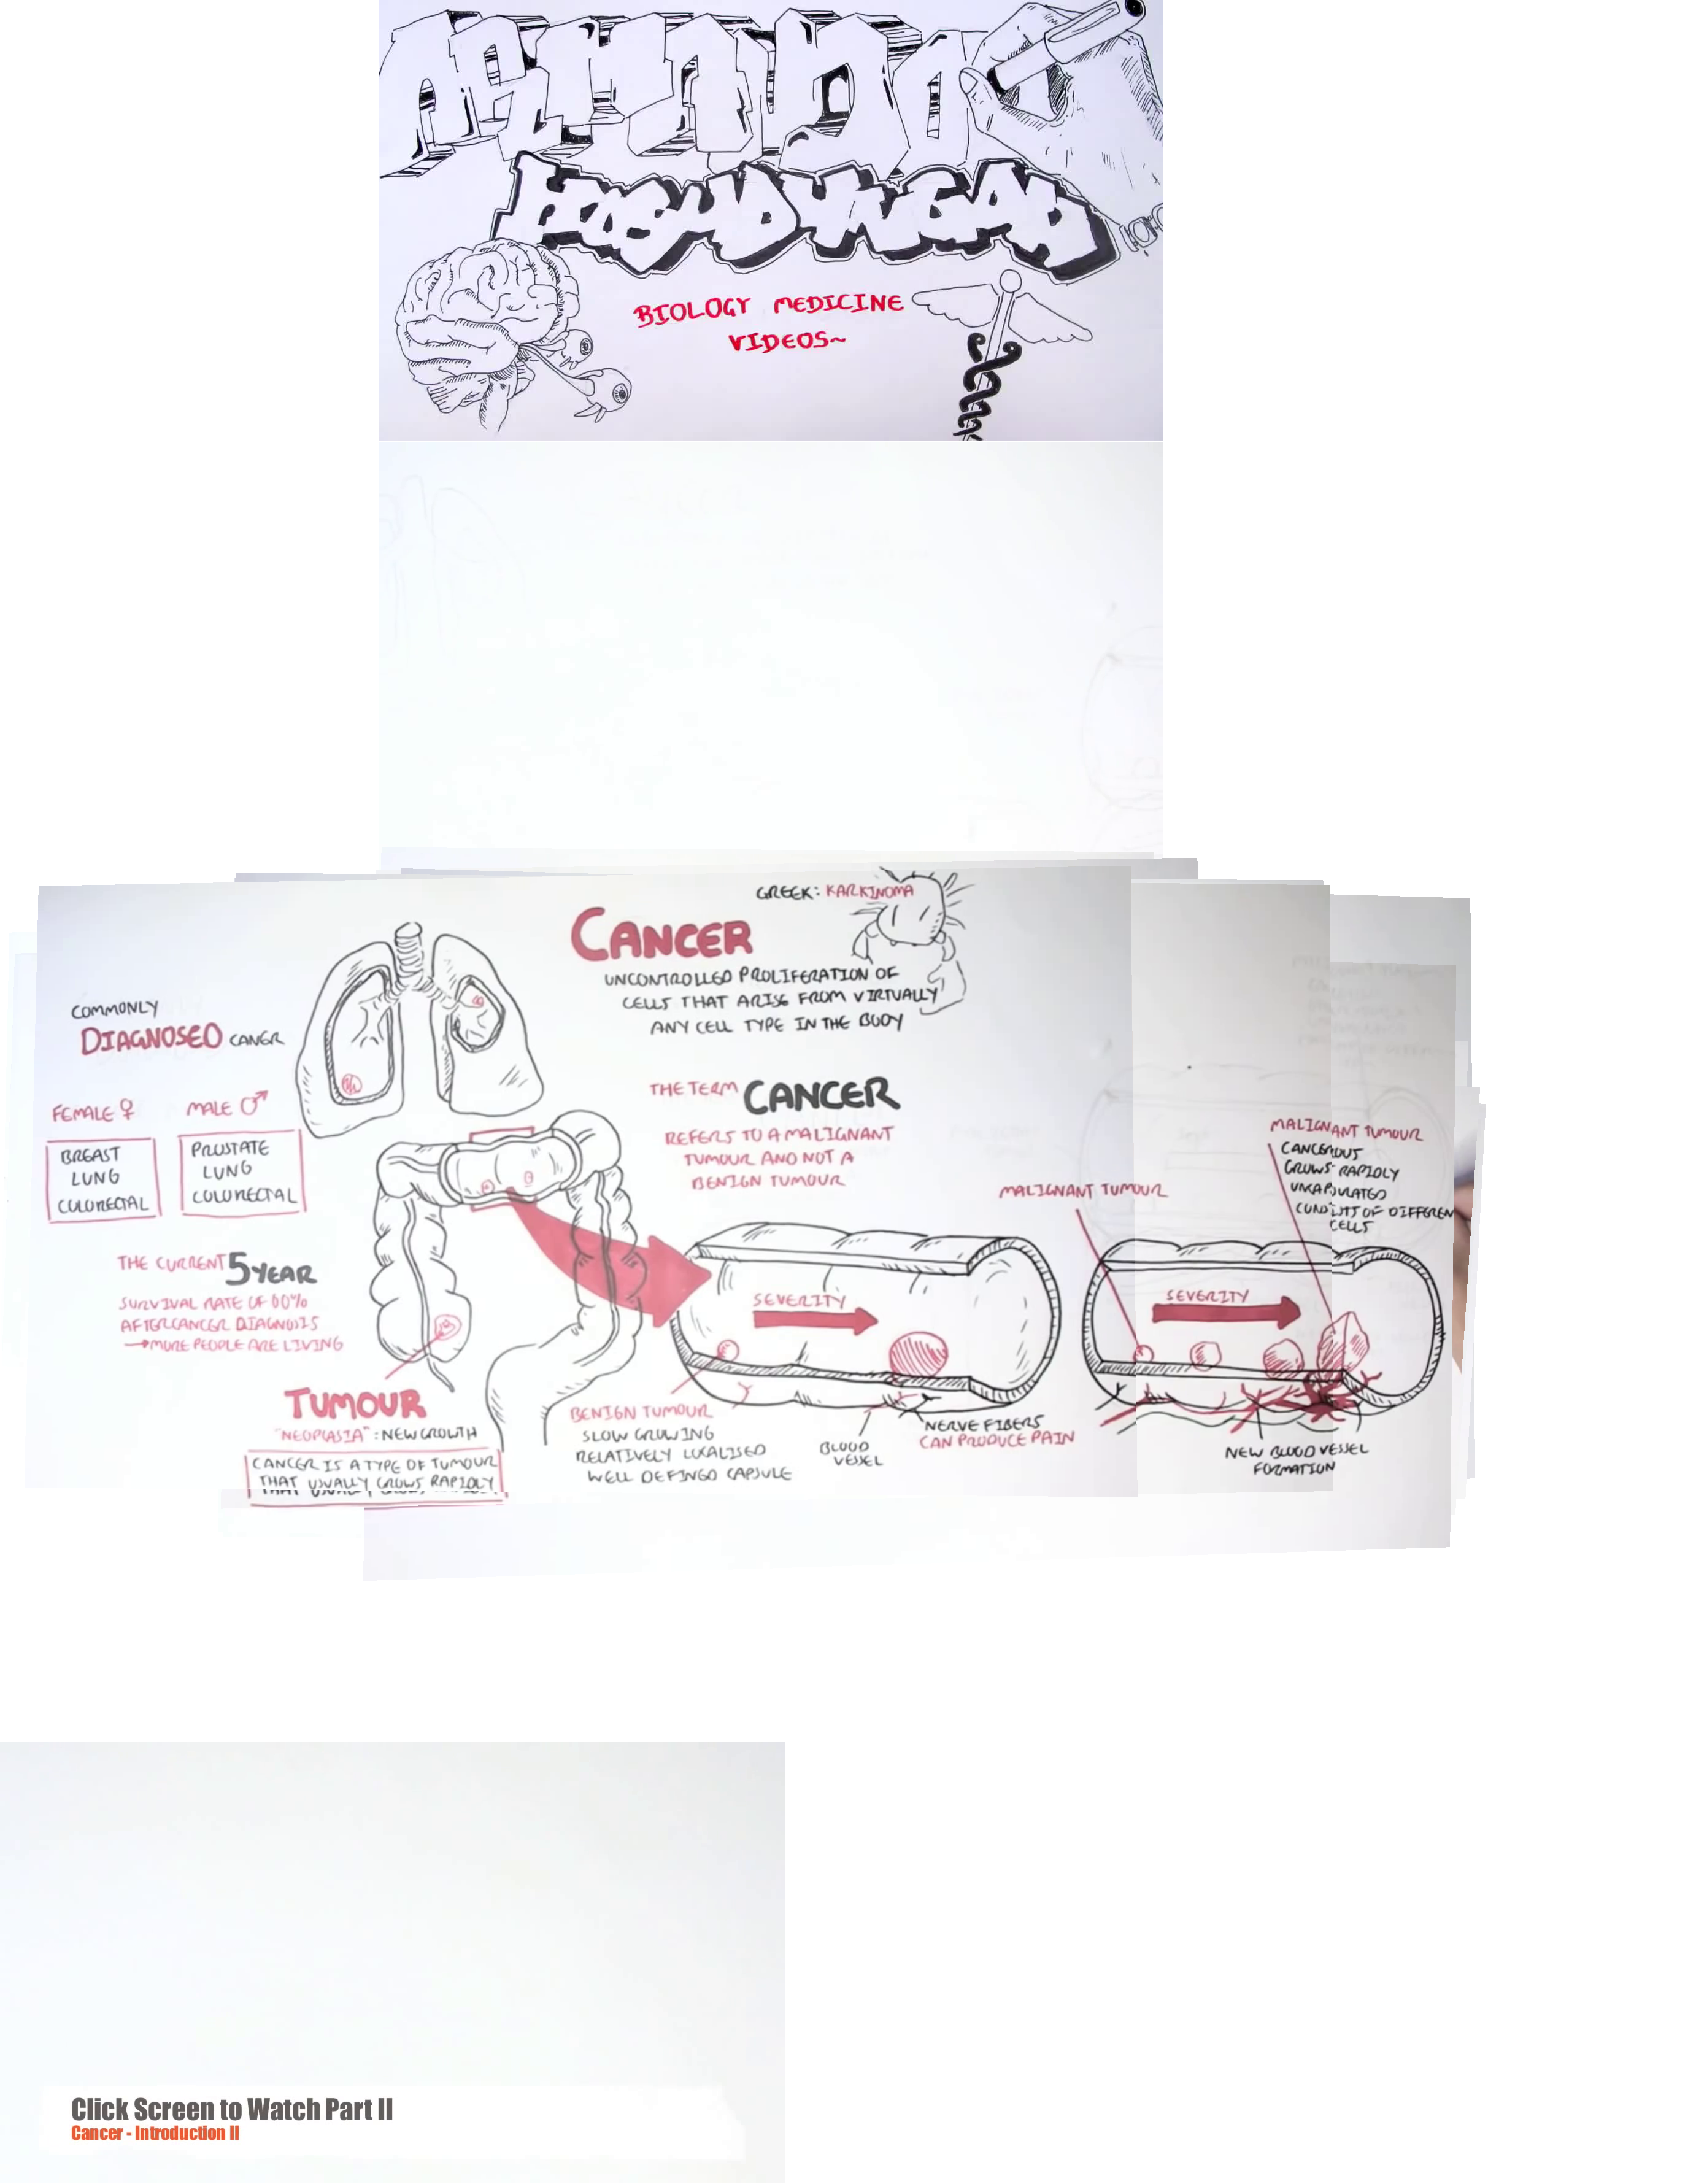 ARMANDO
HASUDUNGAN
BIOLOGY MEDICINE
VIDEOS~
GREEK: KARKINOMA
CANCER
UNCONTROLLED PROLIFERATION OF
CELLS THAT ARISE FROM VIRTUALLY
ANY CELL TYPE IN THE BODY
COMMONLY
DIAGNOSED CANER
FEMALE ♀
BREAST
LUNG
COLORECTAL
MALE ♂
PROSTATE
LUNG
COLORECTAL
THE TERM CANCER
REFERS TO A MALIGNANT
TUMOUR AND NOT A
BENIGN TUMOUR
THE CURRENT 5 YEAR
SURVIVAL RATE OF 60%
AFTER CANCER DIAGNOSIS
→ MORE PEOPLE ARE LIVING
TUMOUR
"NEOPLASIA" : NEW GROWTH
CANCER IS A TYPE OF TUMOUR
THAT USUALLY GROWS RAPIDLY
SEVERITY
BENIGN TUMOUR
SLOW GROWING
RELATIVELY LOCALISED
WELL DEFINED CAPSULE
BLOOD
VESSEL
NERVE FIBERS
CAN PRODUCE PAIN
MALIGNANT TUMOUR
SEVERITY
MALIGNANT TUMOUR
CANCEROUS
GROWS RAPIDLY
CONSISTS OF DIFFEREN
CELLS
NEW BLOOD VESSEL
FORMATION
Click Screen to Watch Part II
Cancer - Introduction II